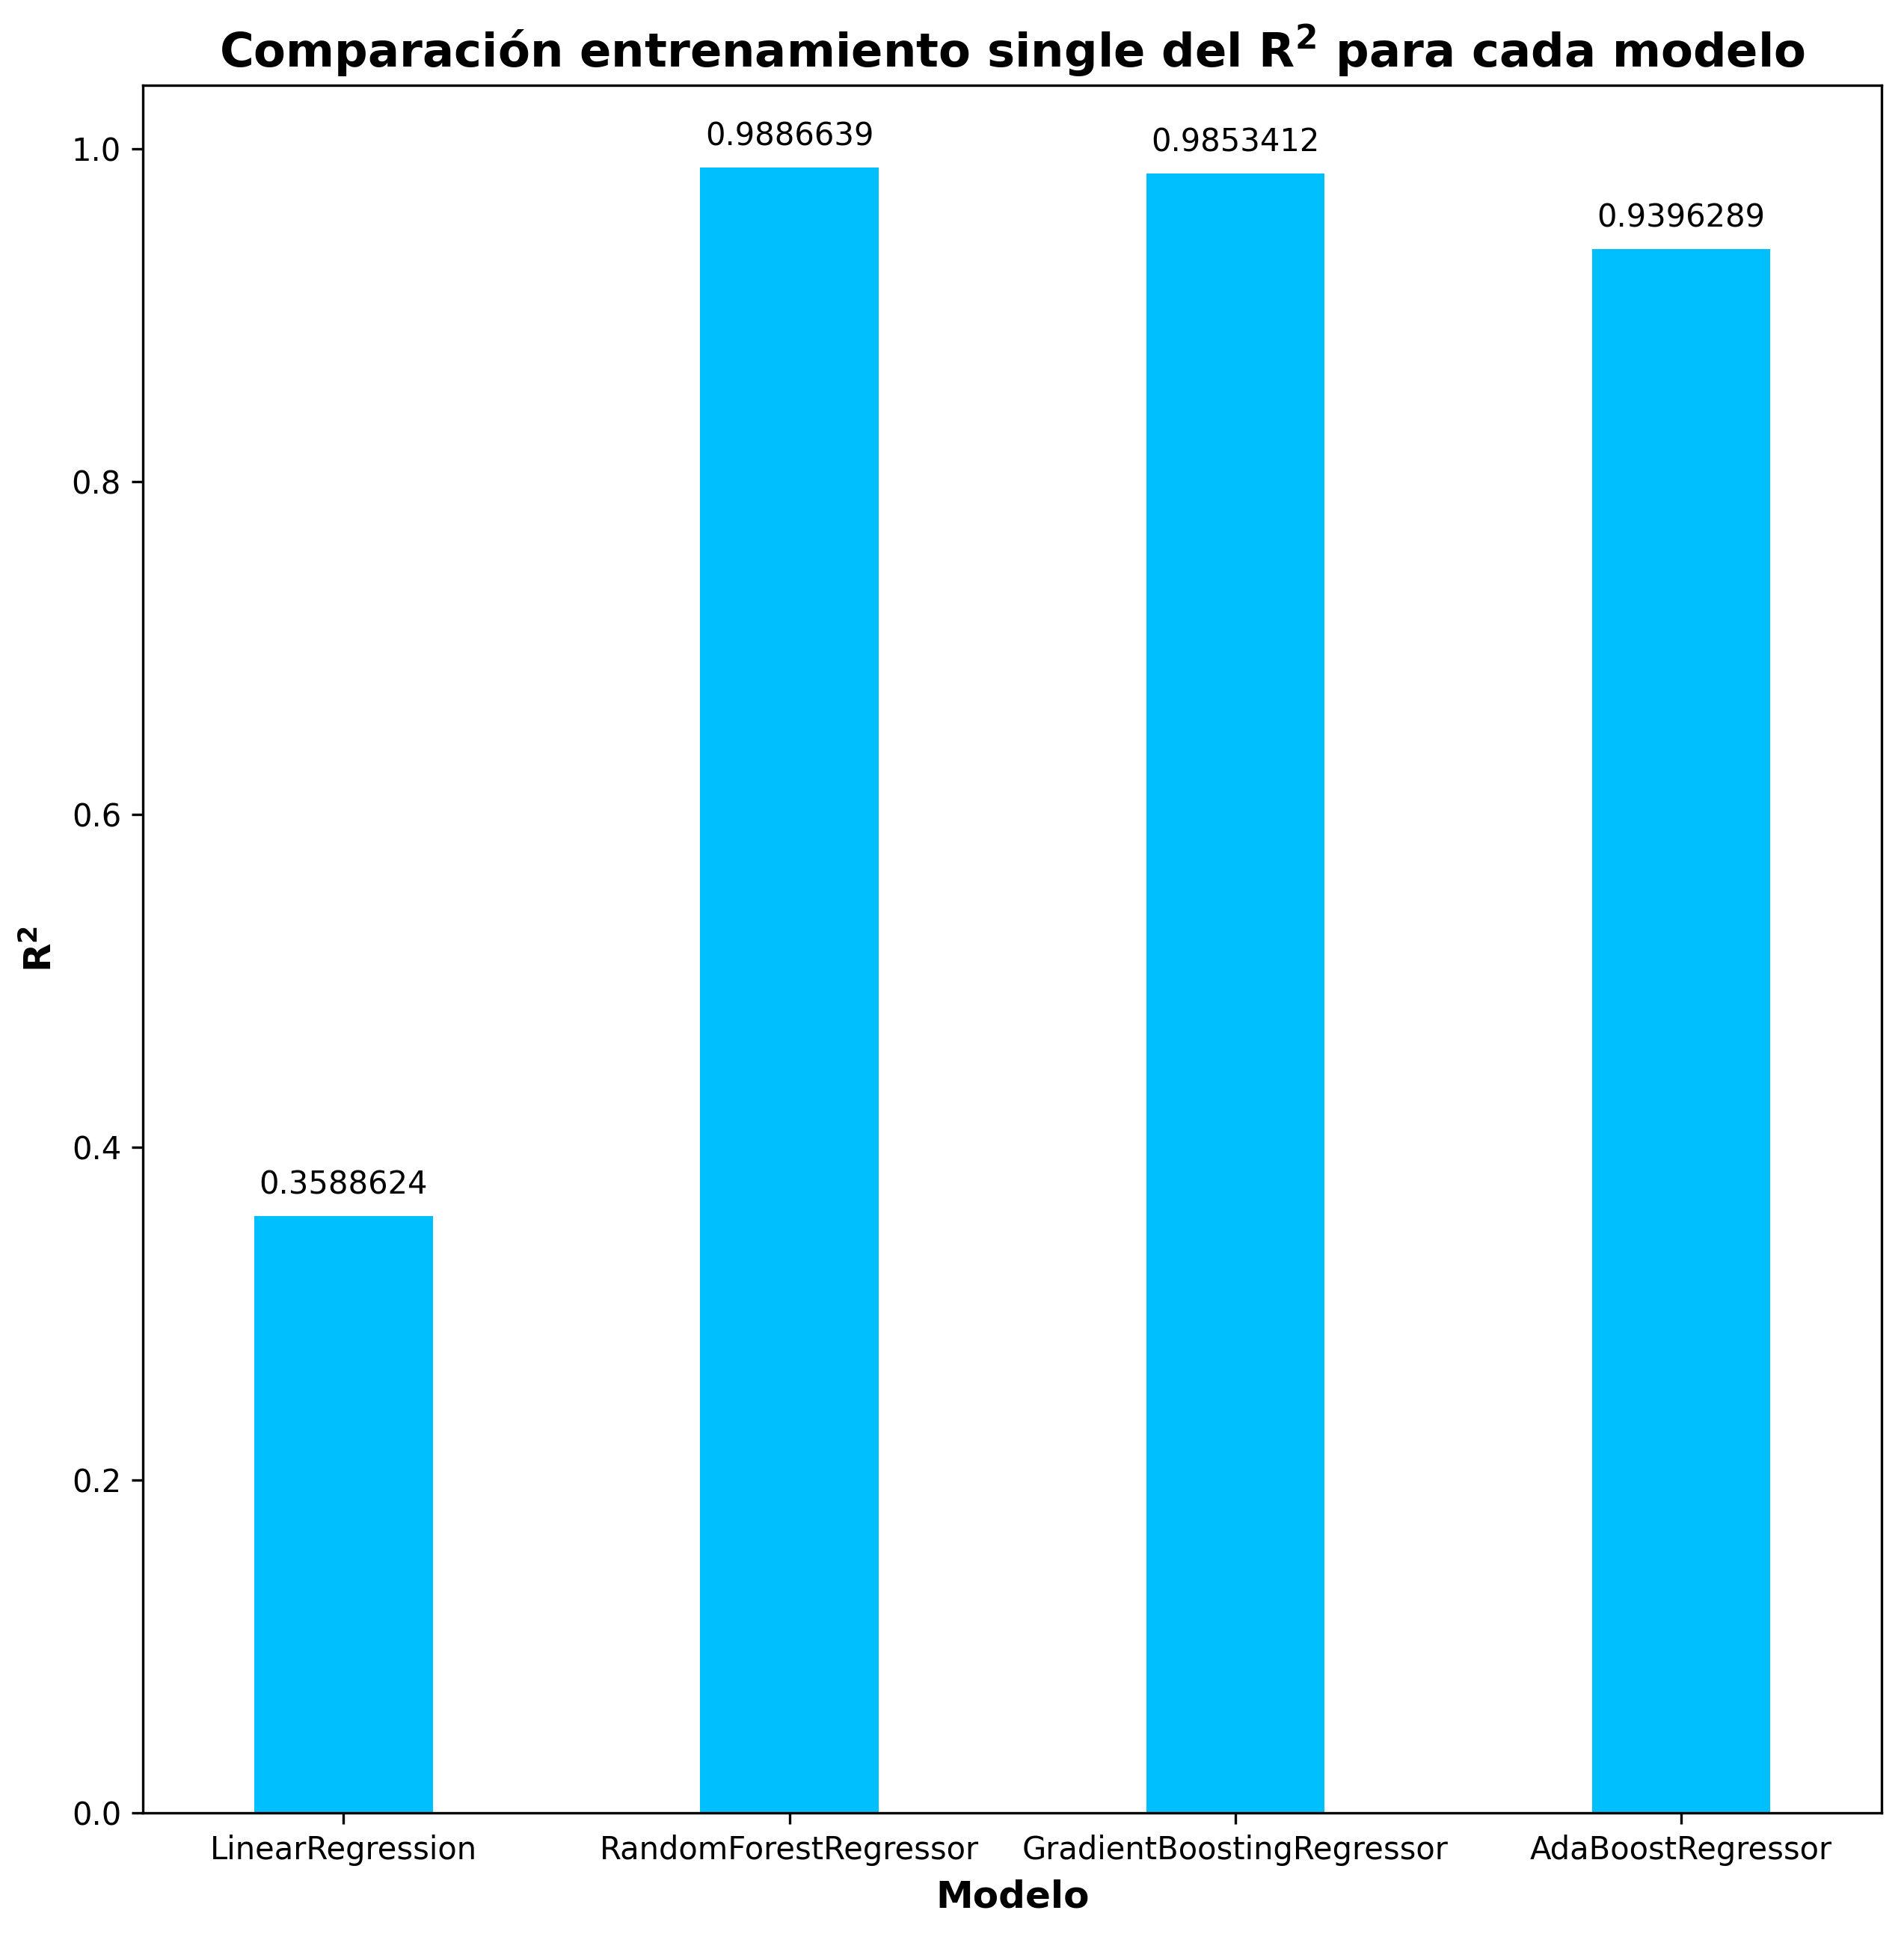 Comparación entrenamiento single del R² para cada modelo
0.9886639
0.9853412
1.0
0.9396289
0.8
0.6
R²
0.4
0.3588624
0.2
0.0
LinearRegression RandomForestRegressor GradientBoostingRegressor AdaBoostRegressor
Modelo